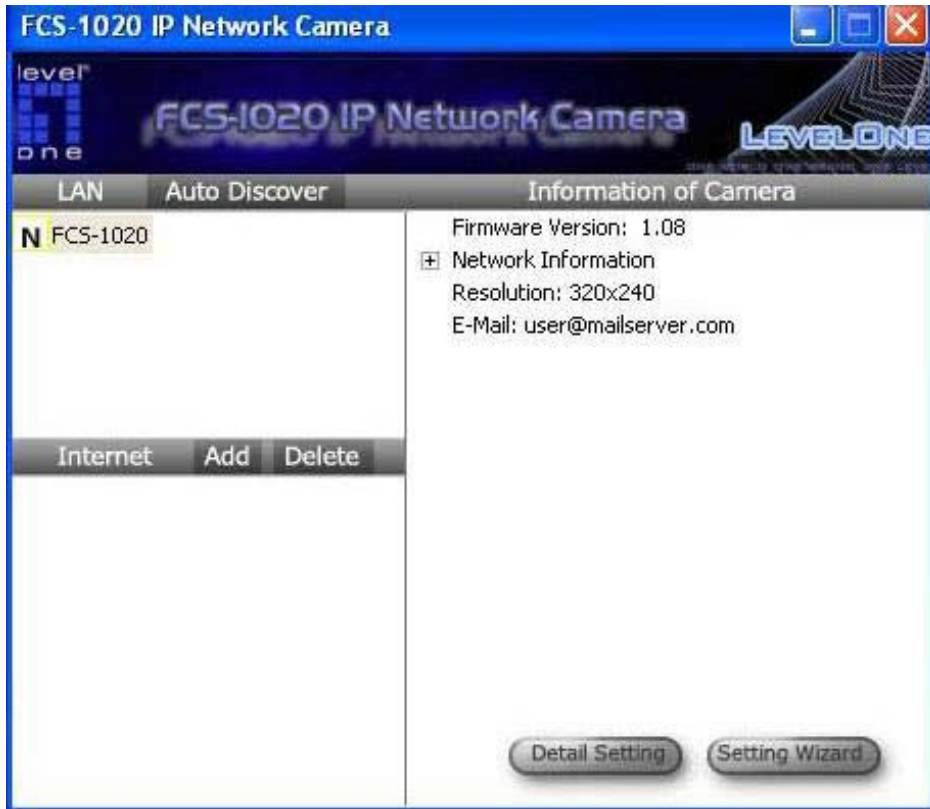 FCS-1020 IP Network Camera
level
one
FCS-1020 IP Network Camera
LEVELONE
LAN Auto Discover Information of Camera
N FCS-1020
Firmware Version: 1.08
Network Information
Resolution: 320x240
E-Mail: user@mailserver.com
Internet Add Delete
Detail Setting Setting Wizard